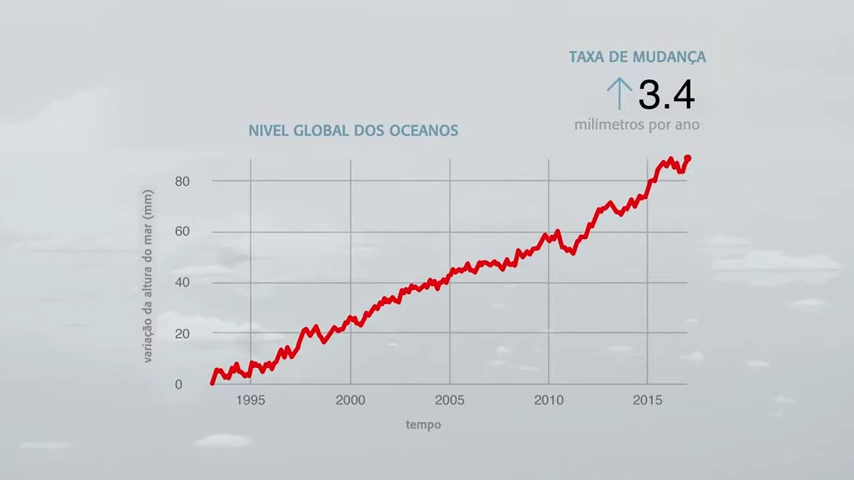 TAXA DE MUDANÇA
3.4
milímetros por ano
NIVEL GLOBAL DOS OCEANOS
variação da altura do mar (mm)
80
60
40
20
0
1995 2000 2005 2010 2015
tempo